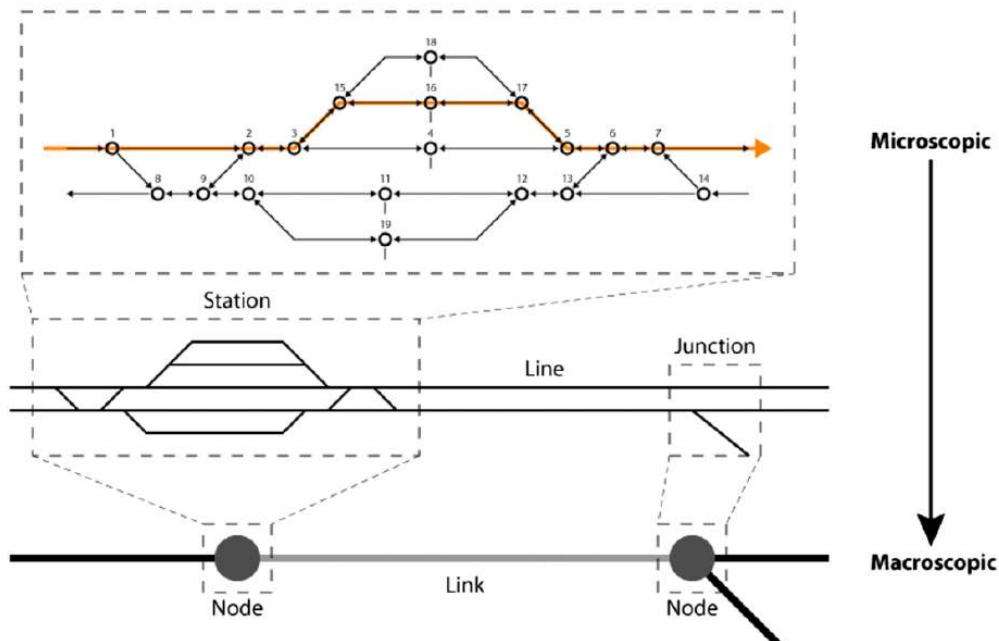 18
15 16 17
1 2 3 4 5 6 7
Microscopic
8 9 10 11 12 13 14
19
Station
Junction
Line
Macroscopic
Link
Node Node